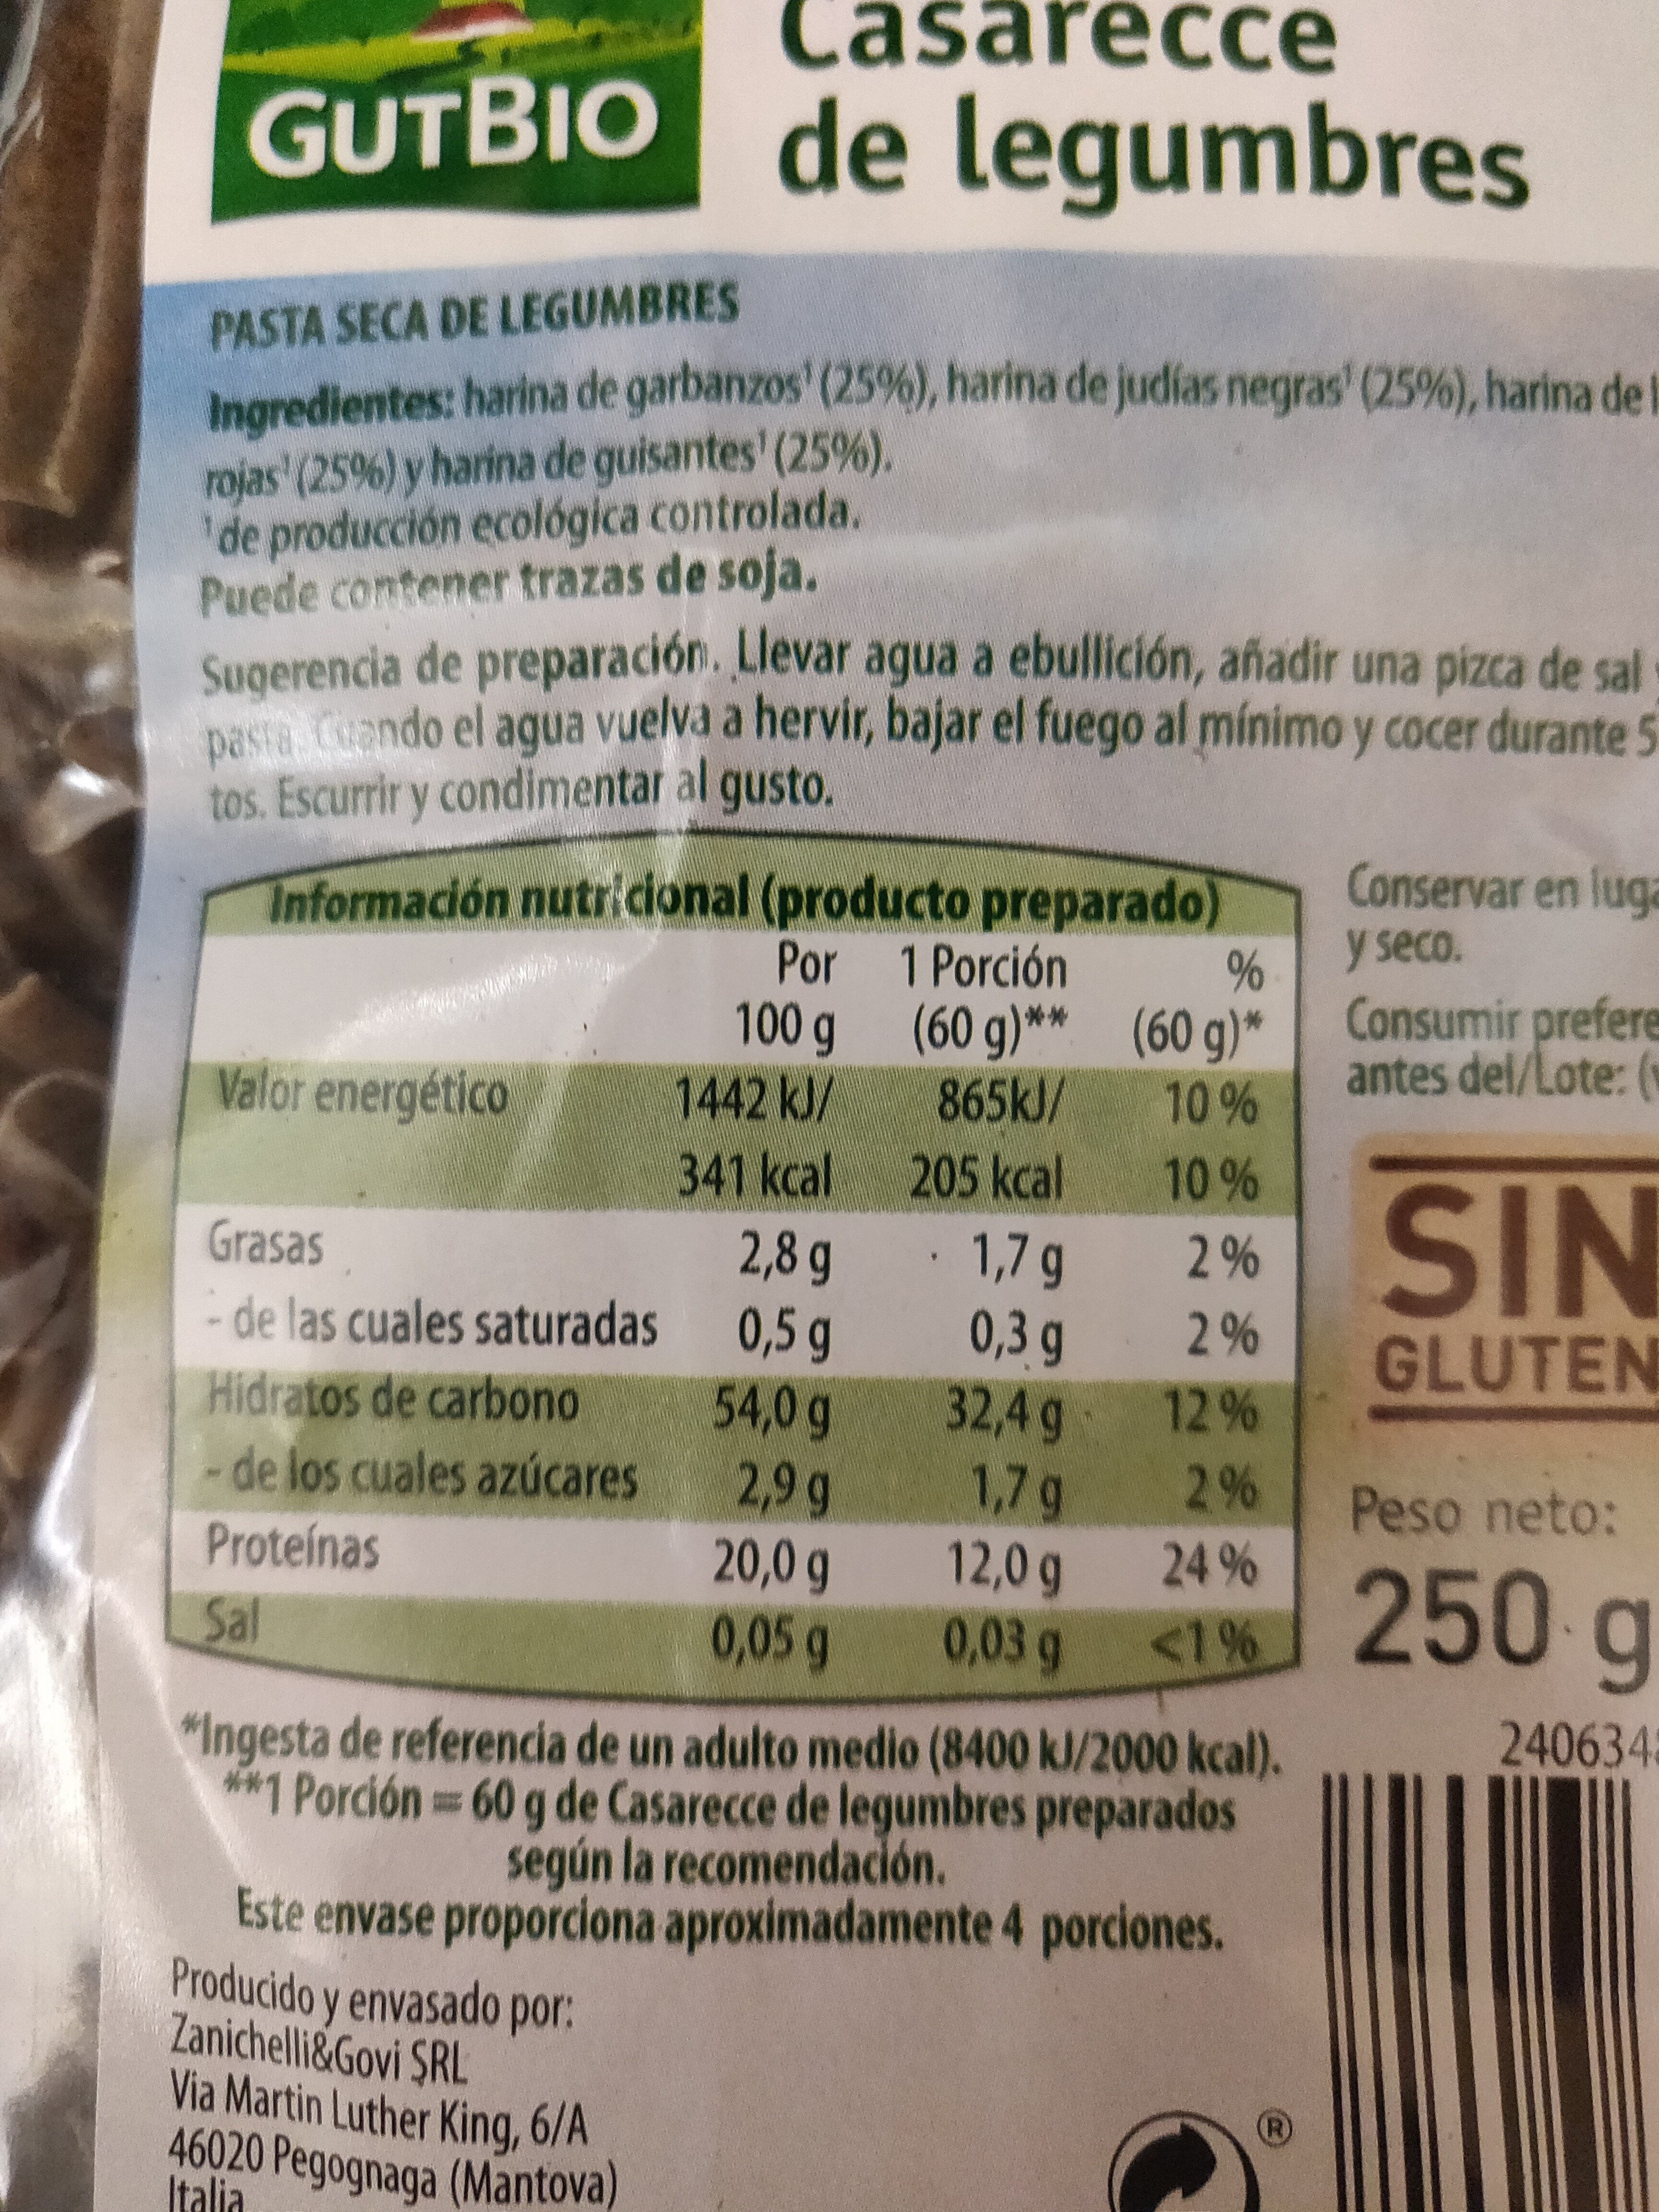 GUTBIO
Casarecce
de legumbres
PASTA SECA DE LEGUMBRES
Ingredientes: harina de garbanzos¹ (25%), harina de judías negras¹ (25%), harina de
rojas¹ (25%) y harina de guisantes¹ (25%).
¹de producción ecológica controlada.
Puede contener trazas de soja.
Sugerencia de preparación. Llevar agua a ebullición, añadir una pizca de sal
pasta. Cuando el agua vuelva a hervir, bajar el fuego al mínimo y cocer durante 5
tos. Escurrir y condimentar al gusto.
Información nutricional (producto preparado)
Por 1 Porción %
100 g (60 g)** (60 g)*
Valor energético 1442 kJ/ 865kJ/ 10 %
341 kcal 205 kcal 10 %
Grasas 2,8 g 1,7 g 2 %
- de las cuales saturadas 0,5 g 0,3 g 2 %
Hidratos de carbono 54,0 g 32,4 g 12 %
- de los cuales azúcares 2,9 g 1,7 g 2 %
Proteínas 20,0 g 12,0 g 24 %
Sal 0,05 g 0,03 g <1 %
*Ingesta de referencia de un adulto medio (8400 kJ/2000 kcal).
**1 Porción = 60 g de Casarecce de legumbres preparados
según la recomendación.
Este envase proporciona aproximadamente 4 porciones.
Producido y envasado por:
Zanichelli&Govi SRL
Via Martin Luther King, 6/A
46020 Pegognaga (Mantova)
Italia
Conservar en luga
y seco.
Consumir prefere
antes del/Lote: (
SIN
GLUTEN
Peso neto:
250 g
240634
®